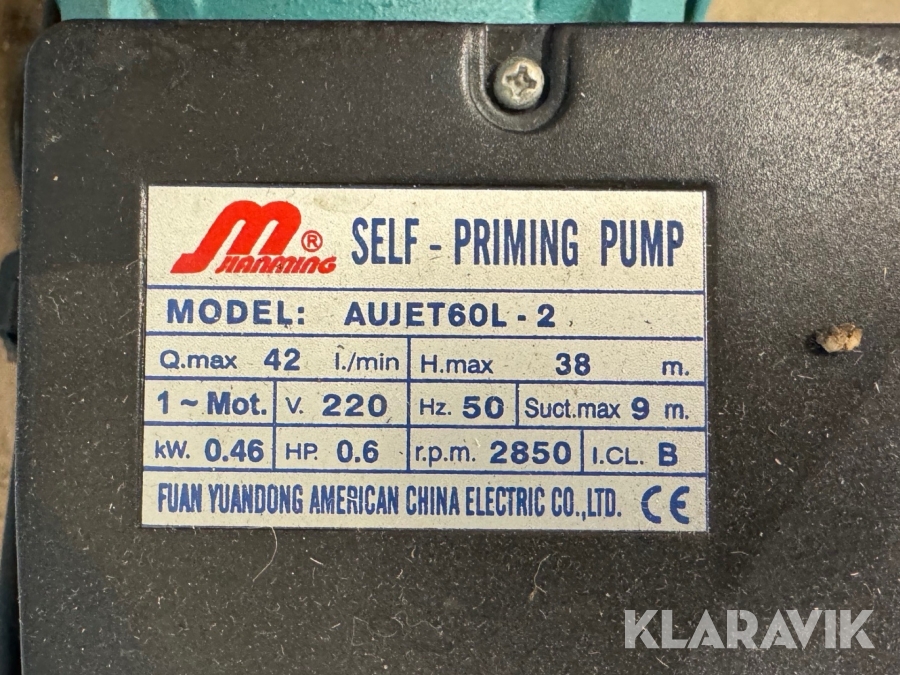 SELF - PRIMING PUMP
JIANMING ®
MODEL: AUJET60L - 2
Q.max 42 l./min H.max 38 m.
1 ~ Mot. V. 220 Hz. 50 Suct.max 9 m.
kW. 0.46 HP. 0.6 r.p.m. 2850 I.CL. B
FUAN YUANDONG AMERICAN CHINA ELECTRIC CO.,LTD. CE
KLARAVIK